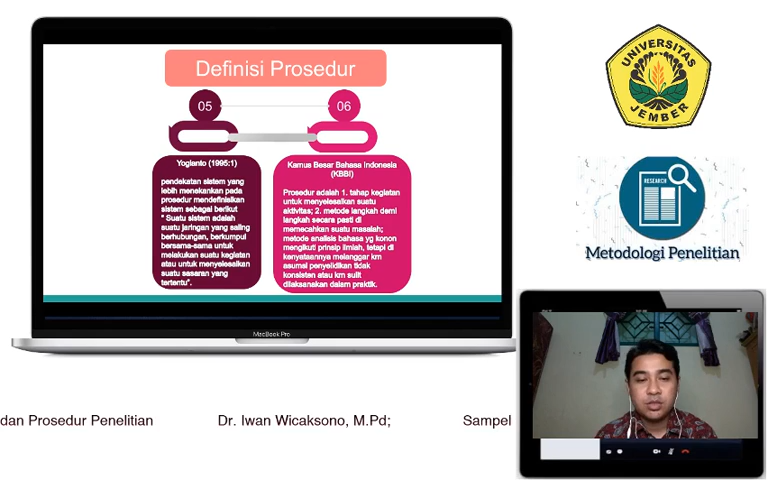 Definisi Prosedur
05
06
Yogianto (1995:1)
pendekatan sistem yang
lebih menekankan pada
prosedur mendefinisikan
sistem sebagai berikut
" Suatu sistem adalah
suatu jaringan yang saling
berhubungan, berkumpul
bersama-sama untuk
melakukan suatu kegiatan
atau untuk menyelesaikan
suatu sasaran yang
tertentu".
Kamus Besar Bahasa Indonesia
(KBBI)
Prosedur adalah 1. tahap kegiatan
untuk menyelesaikan suatu
aktivitas; 2. metode langkah demi
langkah secara pasti di
memecahkan suatu masalah;
metode analisis bahasa yg konon
mengikuti prinsip ilmiah, tetapi di
kenyataannya melanggar krn
asumsi penyelidikan tidak
konsisten atau krn sulit
dilaksanakan dalam praktik.
MacBook Pro
UNIVERSITAS
JEMBER
RESEARCH
Metodologi Penelitian
dan Prosedur Penelitian
Dr. Iwan Wicaksono, M.Pd;
Sampel